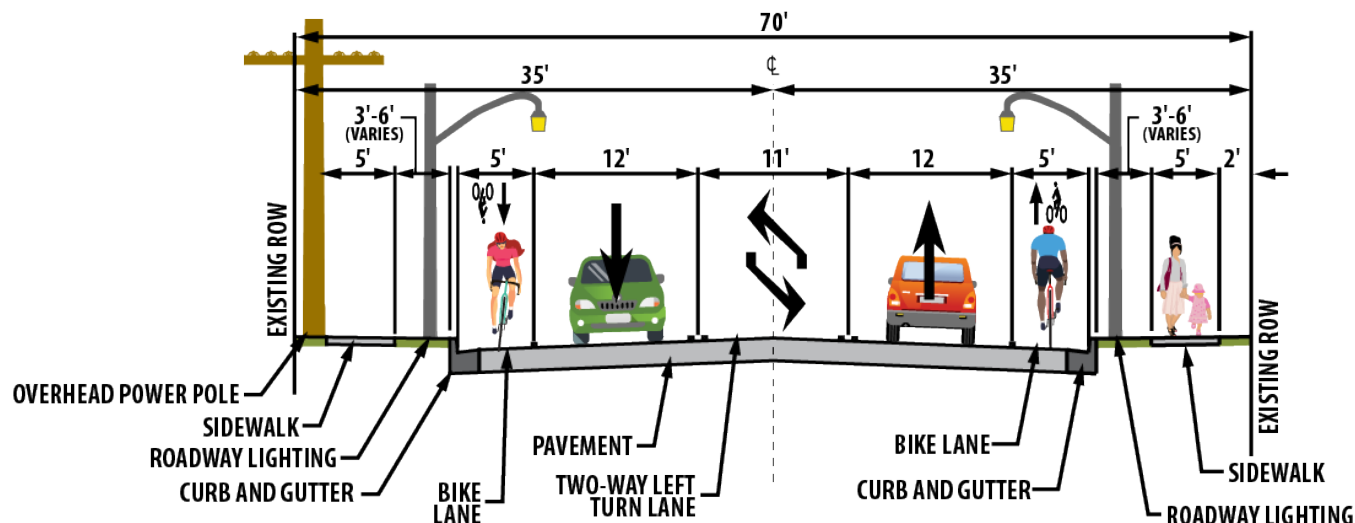 70'
35'
℄
35'
3'-6'
(VARIES)
3'-6'
(VARIES)
5'
5'
12'
11'
12
5'
5'
2'
EXISTING ROW
EXISTING ROW
OVERHEAD POWER POLE
SIDEWALK
ROADWAY LIGHTING
CURB AND GUTTER
BIKE
LANE
PAVEMENT
TWO-WAY LEFT
TURN LANE
BIKE LANE
CURB AND GUTTER
SIDEWALK
ROADWAY LIGHTING